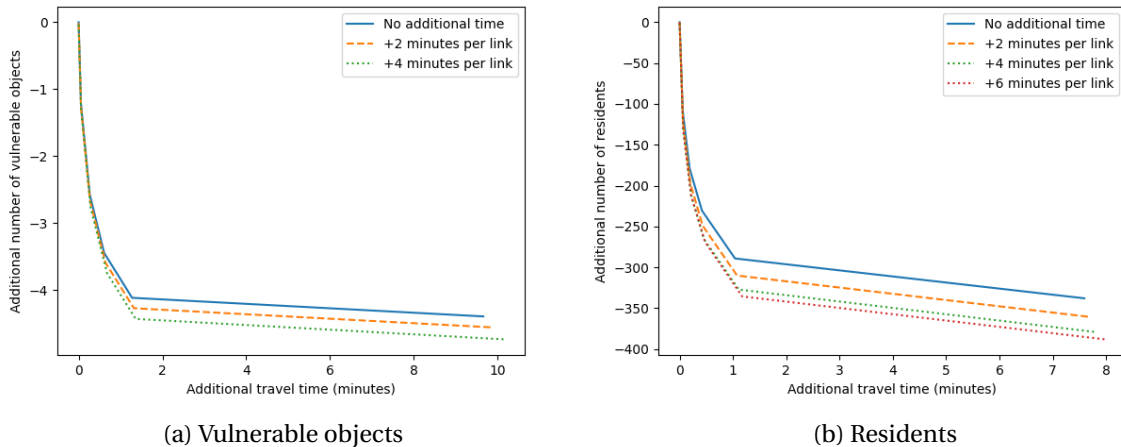 No additional time
+2 minutes per link
+4 minutes per link
0
−1
−2
−3
−4
Additional number of vulnerable objects
0 2 4 6 8 10
Additional travel time (minutes)
(a) Vulnerable objects
No additional time
+2 minutes per link
+4 minutes per link
+6 minutes per link
0
−50
−100
−150
−200
−250
−300
−350
−400
Additional number of residents
0 1 2 3 4 5 6 7 8
Additional travel time (minutes)
(b) Residents